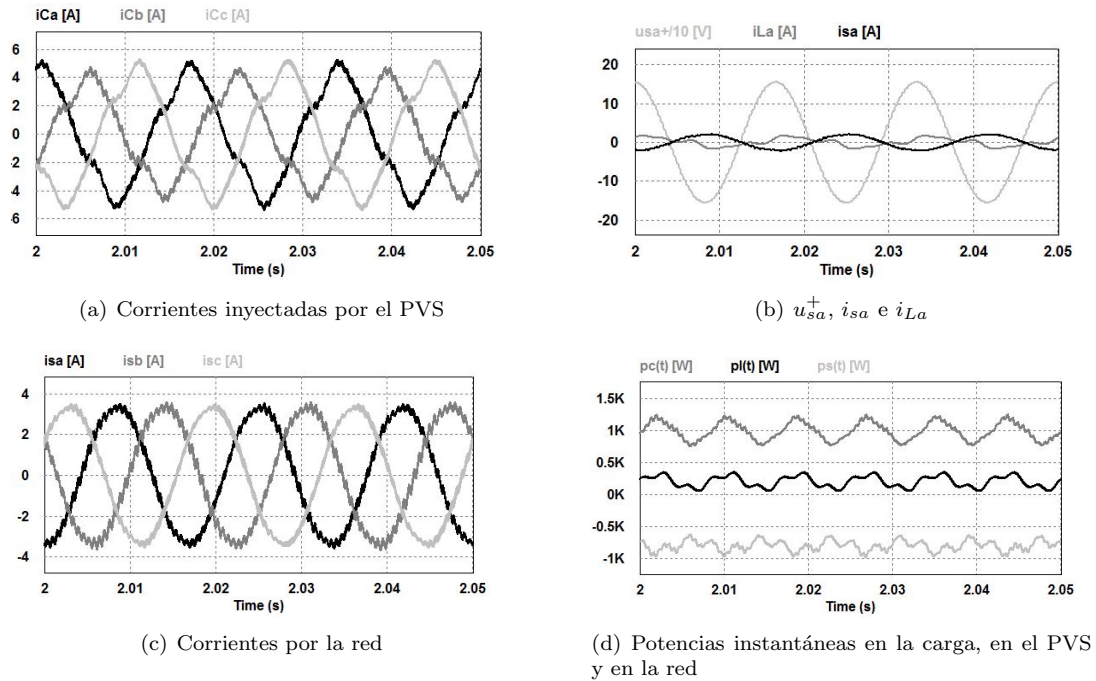 iCa [A] iCb [A] iCc [A]
6
4
2
0
-2
-4
-6
2 2.01 2.02 2.03 2.04 2.05
Time (s)
(a) Corrientes inyectadas por el PVS
usa+/10 [V] iLa [A] isa [A]
20
10
0
-10
-20
2 2.01 2.02 2.03 2.04 2.05
Time (s)
(b) u_{sa}^{+}, i_{sa} e i_{La}
isa [A] isb [A] isc [A]
4
2
0
-2
-4
2 2.01 2.02 2.03 2.04 2.05
Time (s)
(c) Corrientes por la red
pc(t) [W] pl(t) [W] ps(t) [W]
1.5K
1K
0.5K
0K
-0.5K
-1K
2 2.01 2.02 2.03 2.04 2.05
Time (s)
(d) Potencias instantáneas en la carga, en el PVS
y en la red